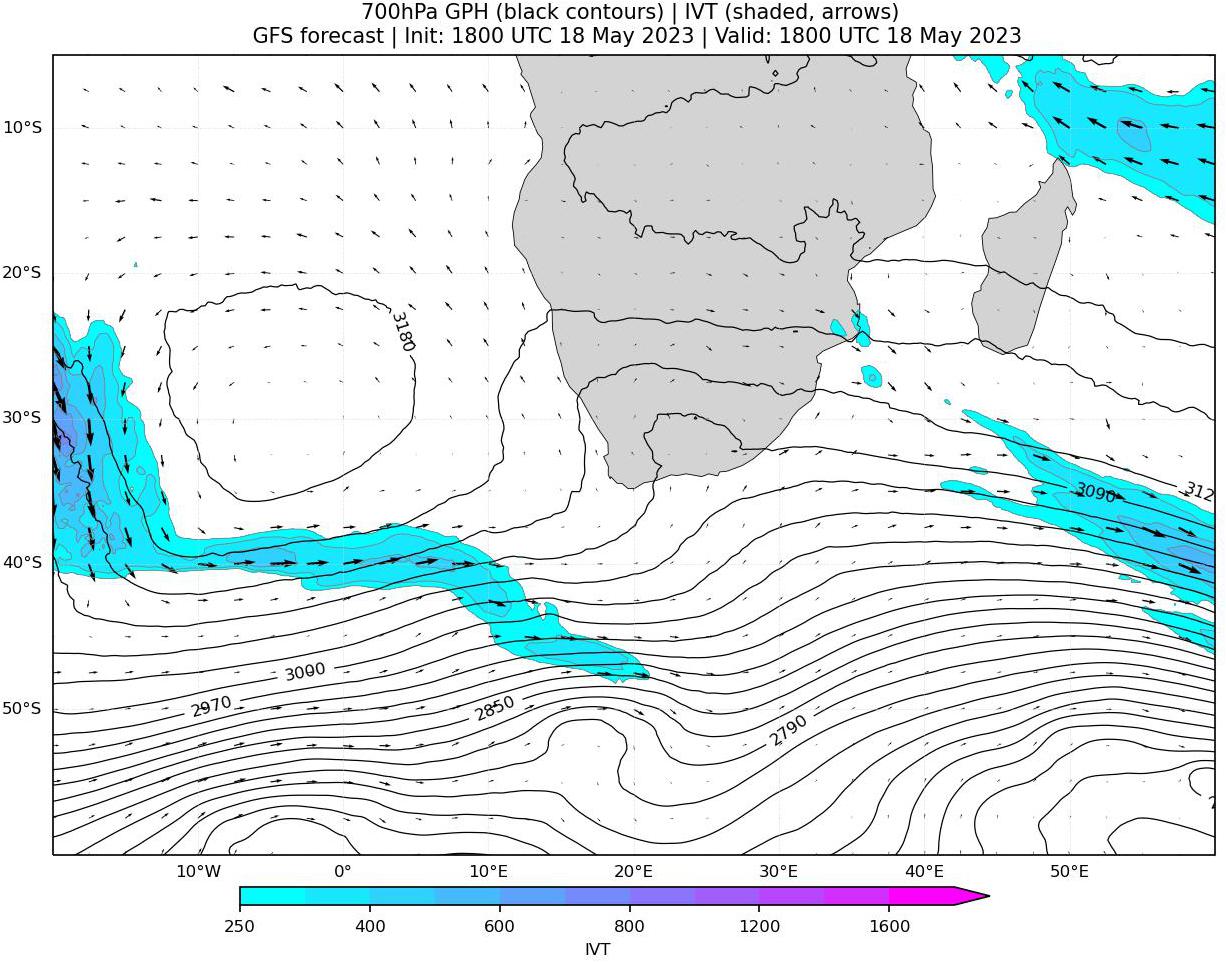 700hPa GPH (black contours) | IVT (shaded, arrows)
GFS forecast | Init: 1800 UTC 18 May 2023 | Valid: 1800 UTC 18 May 2023
10°S
20°S
3180
30°S
3090
312
40°S
3000
2970
2850
50°S
2790
10°W 0° 10°E 20°E 30°E 40°E 50°E
250 400 600 800 1200 1600
IVT